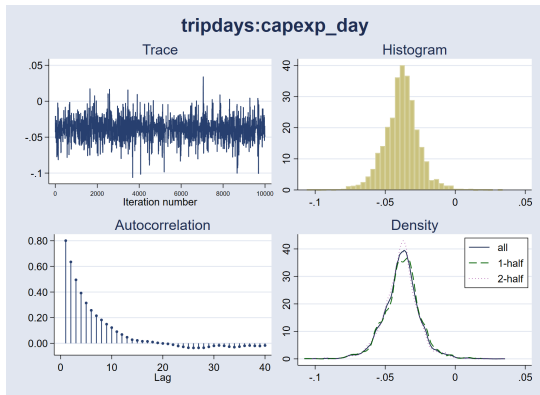 tripdays:capexp_day
Trace
.05
0
-.05
-.1
0 2000 4000 6000 8000 10000
Iteration number
Histogram
40
30
20
10
0
-.1 -.05 0 .05
Autocorrelation
0.80
0.60
0.40
0.20
0.00
0 10 20 30 40
Lag
Density
all
1-half
2-half
40
30
20
10
0
-.1 -.05 0 .05